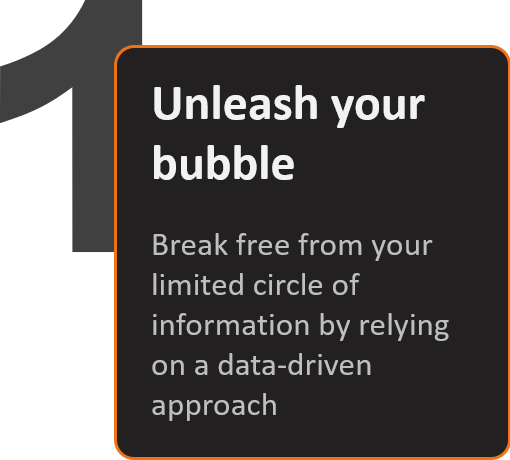 1
Unleash your
bubble
Break free from your
limited circle of
information by relying
on a data-driven
approach